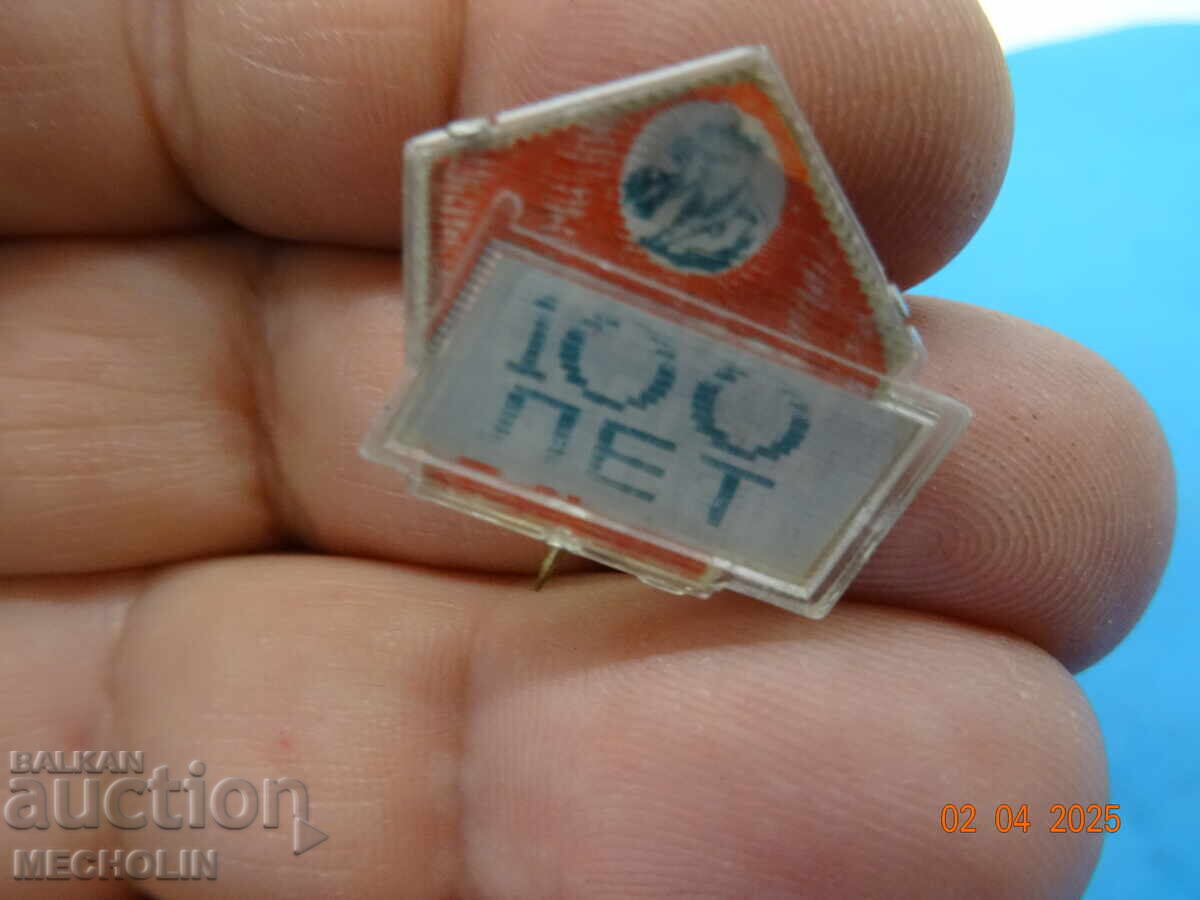 100
ЛЕТ
BALKAN
auction
MECHOLIN
02 04 2025